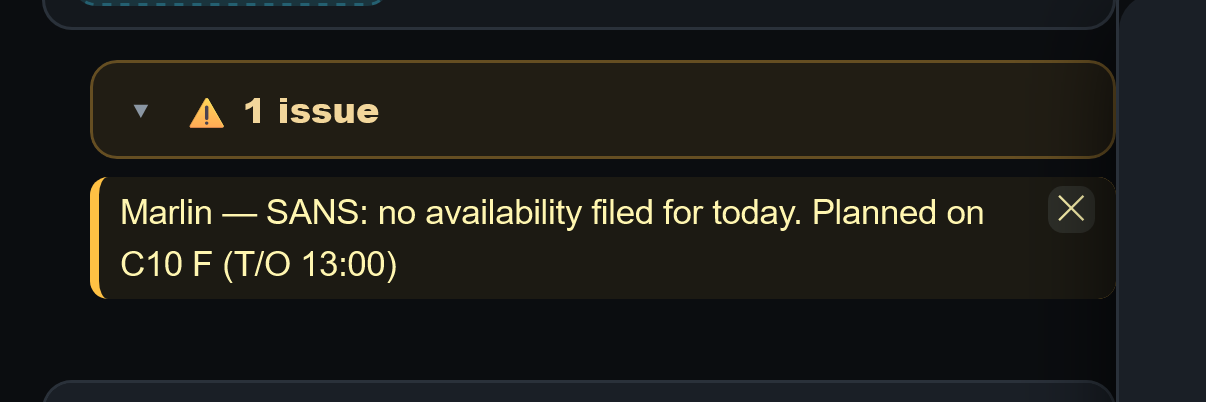 1 issue
Marlin — SANS: no availability filed for today. Planned on
C10 F (T/O 13:00)